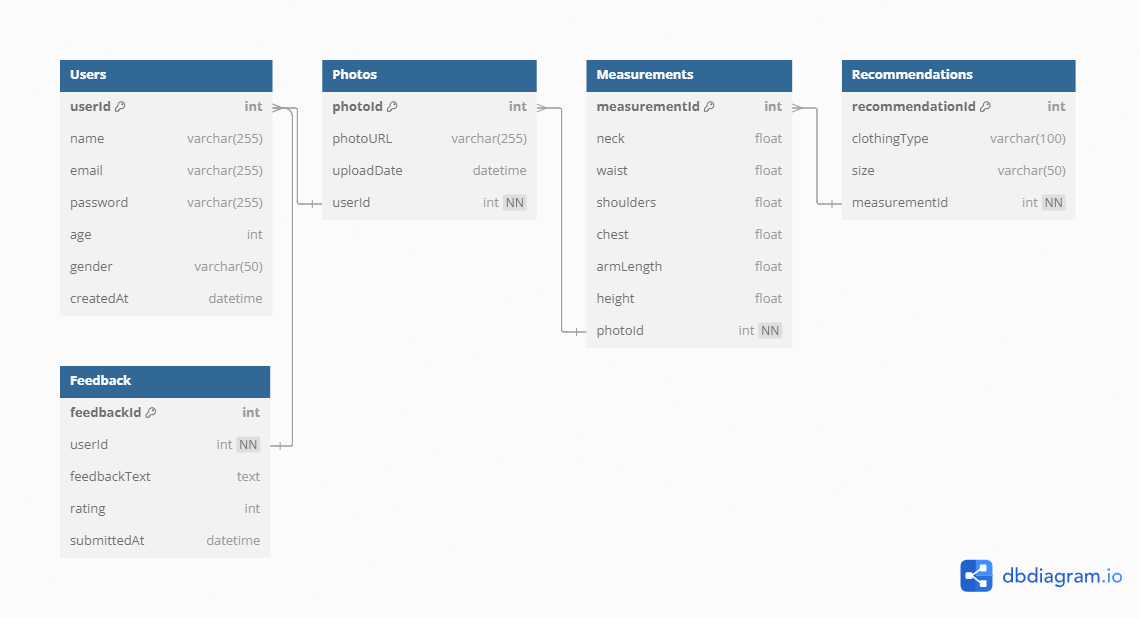 Users
userId int
name varchar(255)
email varchar(255)
password varchar(255)
age int
gender varchar(50)
createdAt datetime
Photos
photoId int
photoURL varchar(255)
uploadDate datetime
userId int NN
Measurements
measurementId int
neck float
waist float
shoulders float
chest float
armLength float
height float
photoId int NN
Recommendations
recommendationId int
clothingType varchar(100)
size varchar(50)
measurementId int NN
Feedback
feedbackId int
userId int NN
feedbackText text
rating int
submittedAt datetime
dbdiagram.io